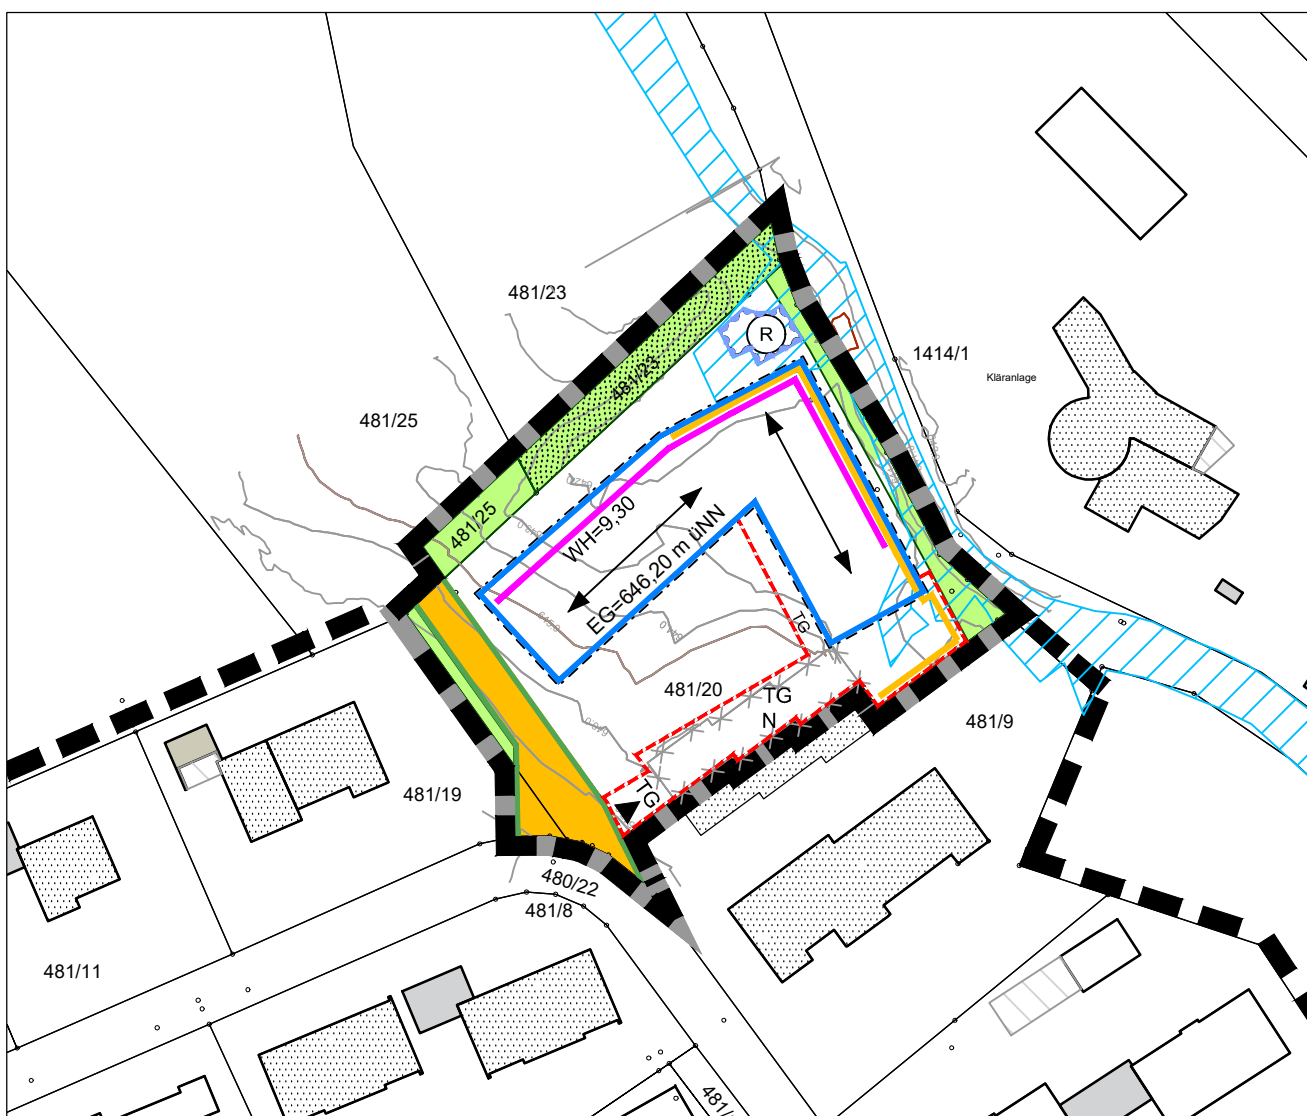 481/23
R
1414/1
Kläranlage
481/23
481/25
481/25
WH=9,30
EG=646,20 m üNN
TG
481/20
TG
N
481/9
TG
481/19
480/22
481/8
481/11